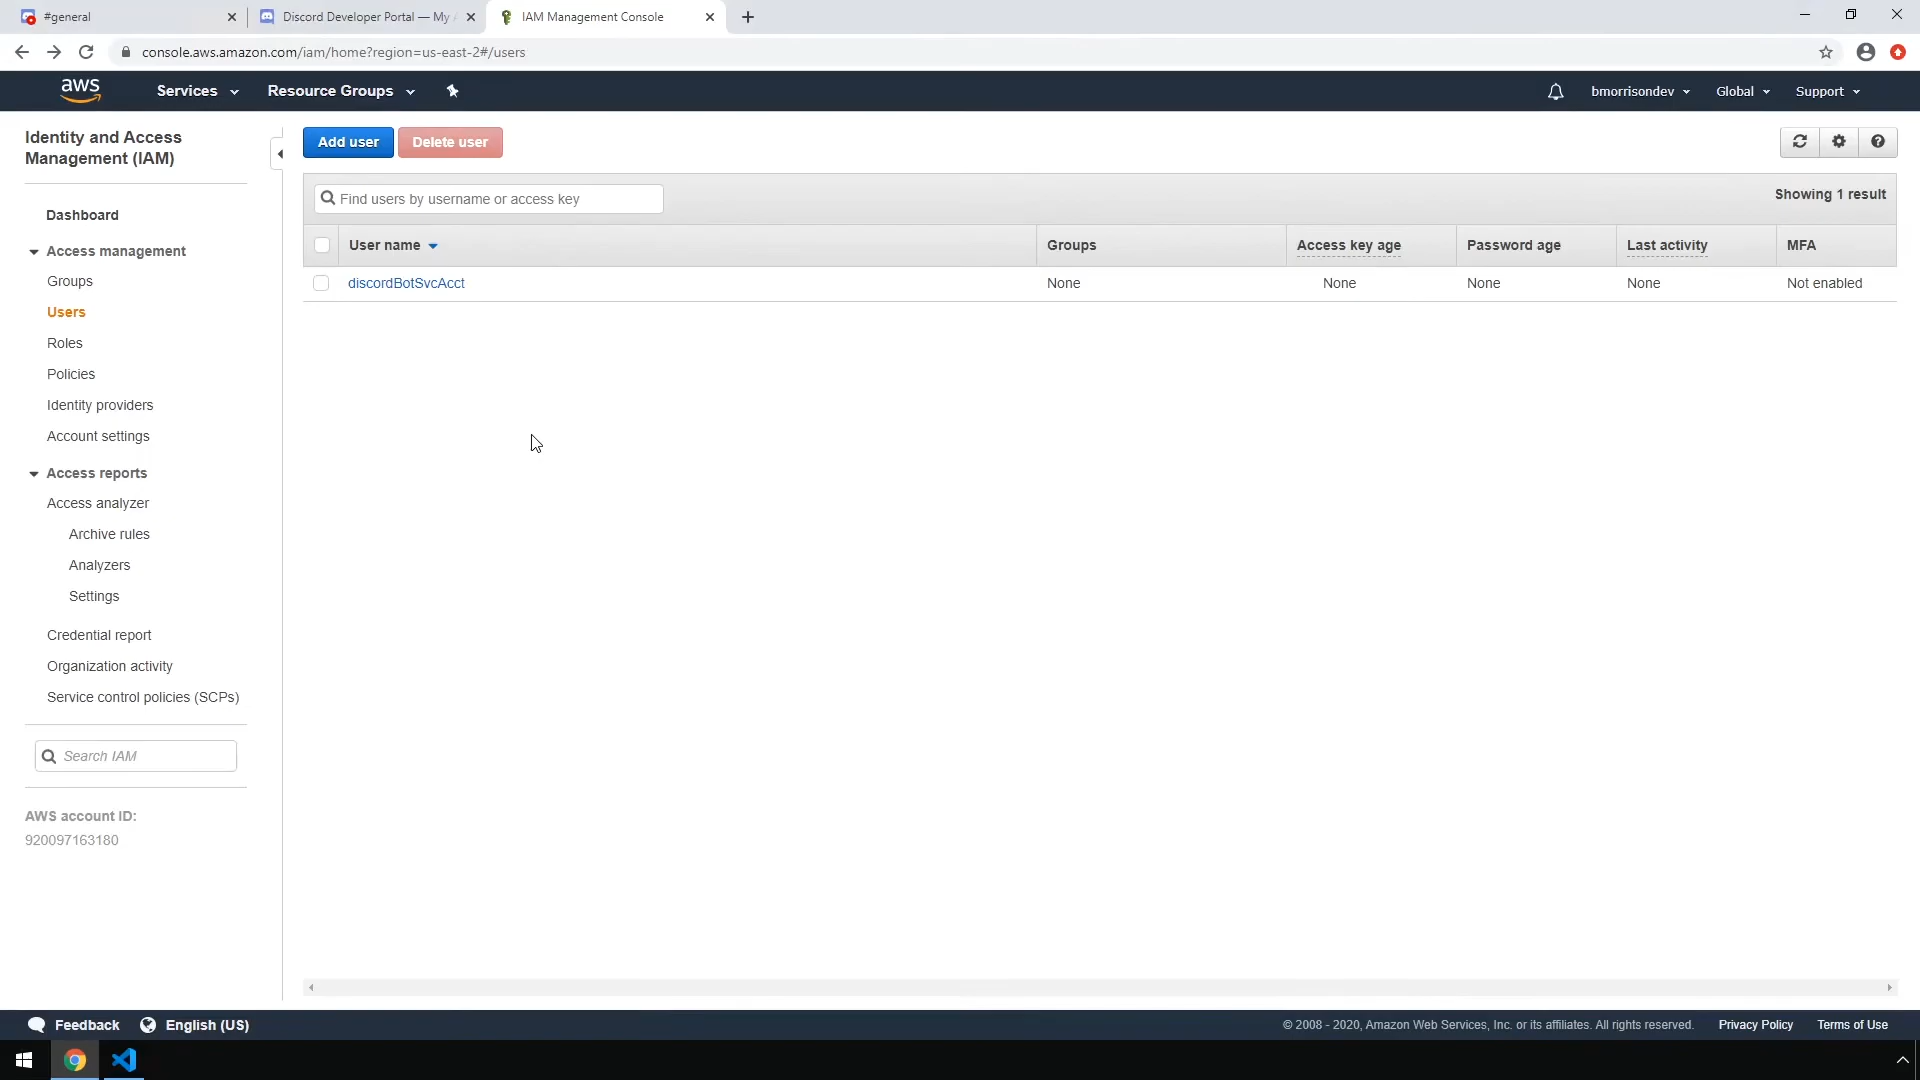 #general
Discord Developer Portal — My
IAM Management Console
console.aws.amazon.com/iam/home?region=us-east-2#/users
aws
Services
Resource Groups
bmorrisondev
Global
Support
Identity and Access
Management (IAM)
Dashboard
Access management
Groups
Users
Roles
Policies
Identity providers
Account settings
Access reports
Access analyzer
Archive rules
Analyzers
Settings
Credential report
Organization activity
Service control policies (SCPs)
Search IAM
AWS account ID:
920097163180
Add user
Delete user
Find users by username or access key
Showing 1 result
User name
Groups
Access key age
Password age
Last activity
MFA
discordBotSvcAcct
None
None
None
None
Not enabled
Feedback
English (US)
© 2008 - 2020, Amazon Web Services, Inc. or its affiliates. All rights reserved.
Privacy Policy
Terms of Use